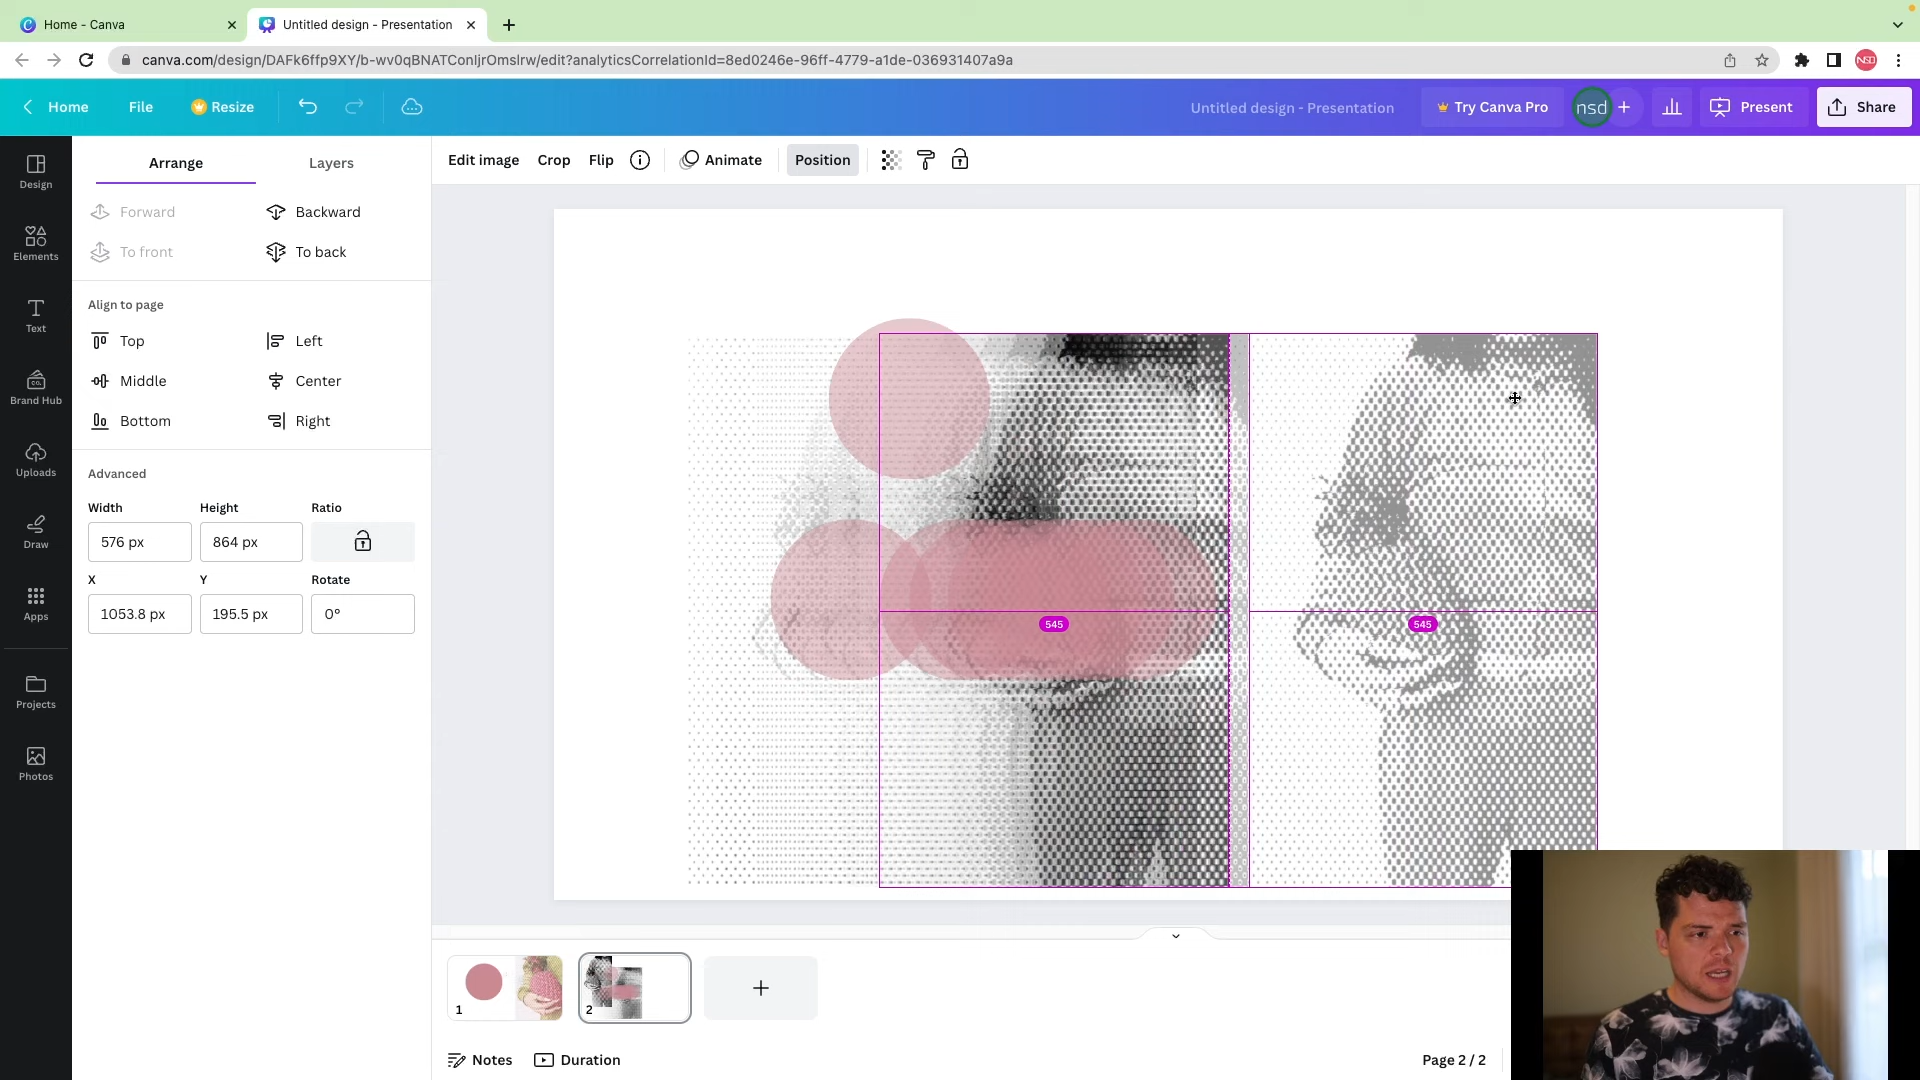 Home - Canva
Untitled design - Presentation
canva.com/design/DAFk6ffp9XY/b-wv0qBNATConIjrOmsIrw/edit?analyticsCorrelationId=8ed0246e-96ff-4779-a1de-036931407a9a
NSD
Home
File
Resize
Untitled design - Presentation
Try Canva Pro
nsd
Present
Share
Design
Elements
Text
Brand Hub
Uploads
Draw
Apps
Projects
Photos
Arrange
Layers
Forward
Backward
To front
To back
Align to page
Top
Left
Middle
Center
Bottom
Right
Advanced
Width
Height
Ratio
576 px
864 px
X
Y
Rotate
1053.8 px
195.5 px
0°
Edit image
Crop
Flip
Animate
Position
545
545
1
2
Notes
Duration
Page 2 / 2